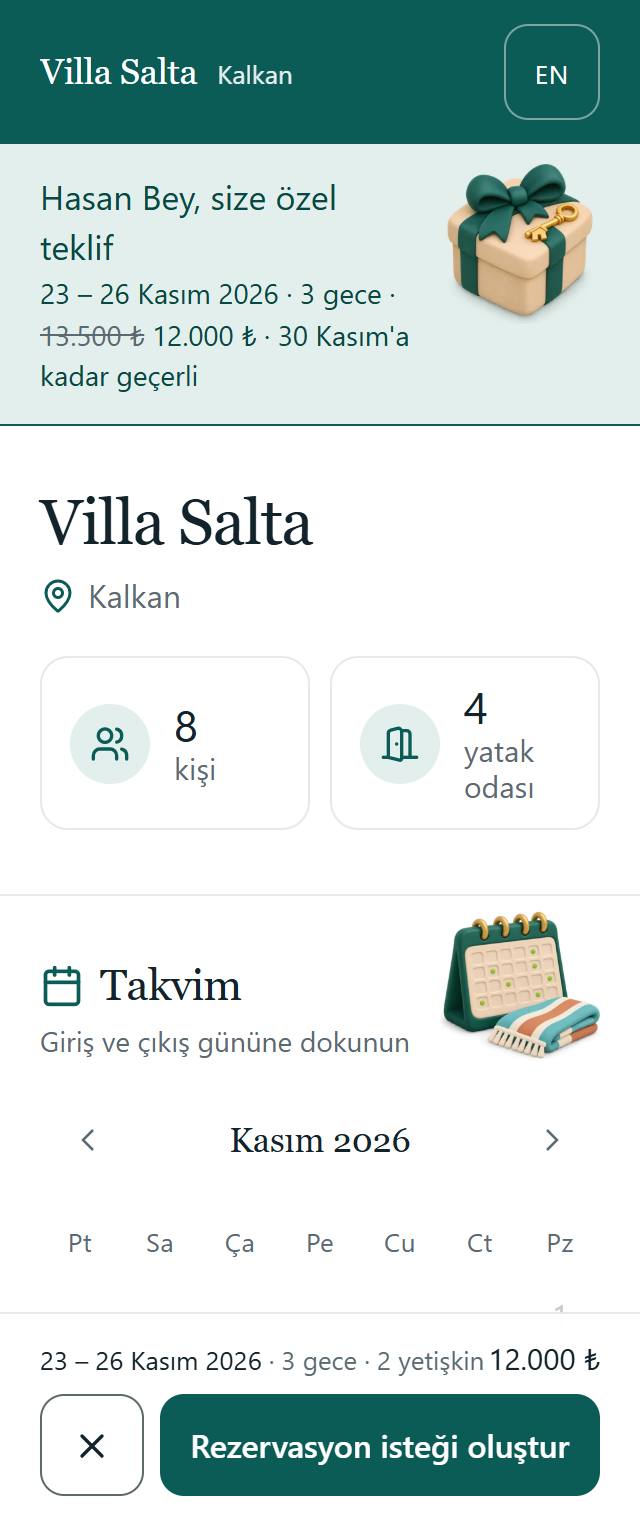 Villa Salta Kalkan
EN
Hasan Bey, size özel
teklif
23 – 26 Kasım 2026 · 3 gece ·
13.500 ₺ 12.000 ₺ · 30 Kasım'a
kadar geçerli
Villa Salta
Kalkan
8
kişi
4
yatak
odası
Takvim
Giriş ve çıkış gününe dokunun
Kasım 2026
Pt Sa Ça Pe Cu Ct Pz
23 – 26 Kasım 2026 · 3 gece · 2 yetişkin 12.000 ₺
Rezervasyon isteği oluştur